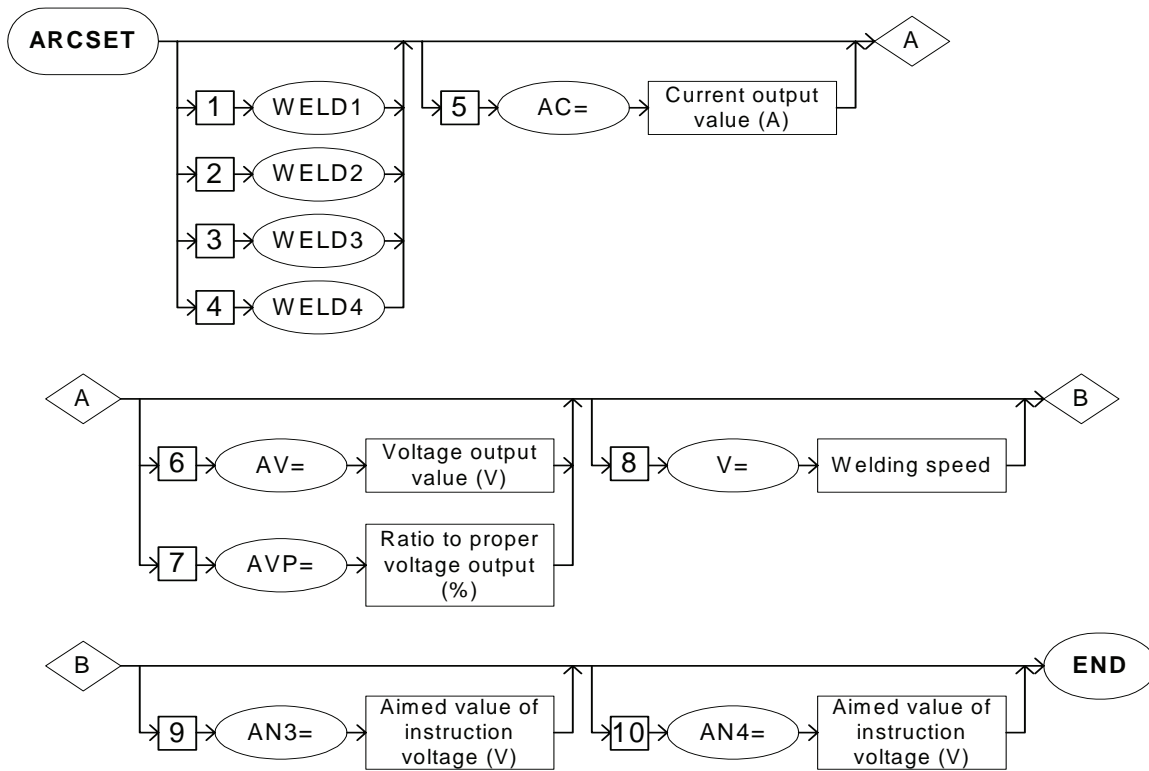 ARCSET
A
1 WELD1
5 AC= Current output
value (A)
2 WELD2
3 WELD3
4 WELD4
A
B
6 AV= Voltage output
value (V)
8 V= Welding speed
7 AVP= Ratio to proper
voltage output
(%)
B
END
9 AN3= Aimed value of
instruction
voltage (V)
10 AN4= Aimed value of
instruction
voltage (V)